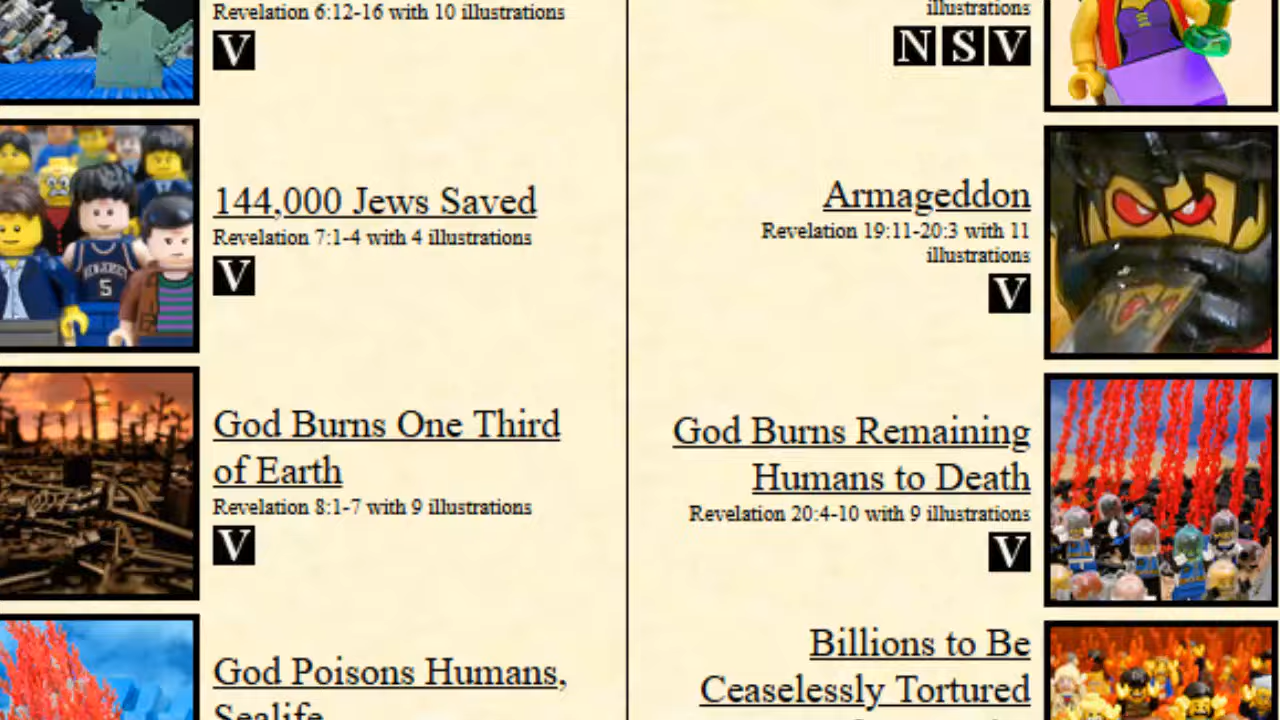 Revelation 6:12-16 with 10 illustrations
V
144,000 Jews Saved
Revelation 7:1-4 with 4 illustrations
V
God Burns One Third
of Earth
Revelation 8:1-7 with 9 illustrations
V
God Poisons Humans,
Sealife
illustrations
N S V
Armageddon
Revelation 19:11-20:3 with 11
illustrations
V
God Burns Remaining
Humans to Death
Revelation 20:4-10 with 9 illustrations
V
Billions to Be
Ceaselessly Tortured
5